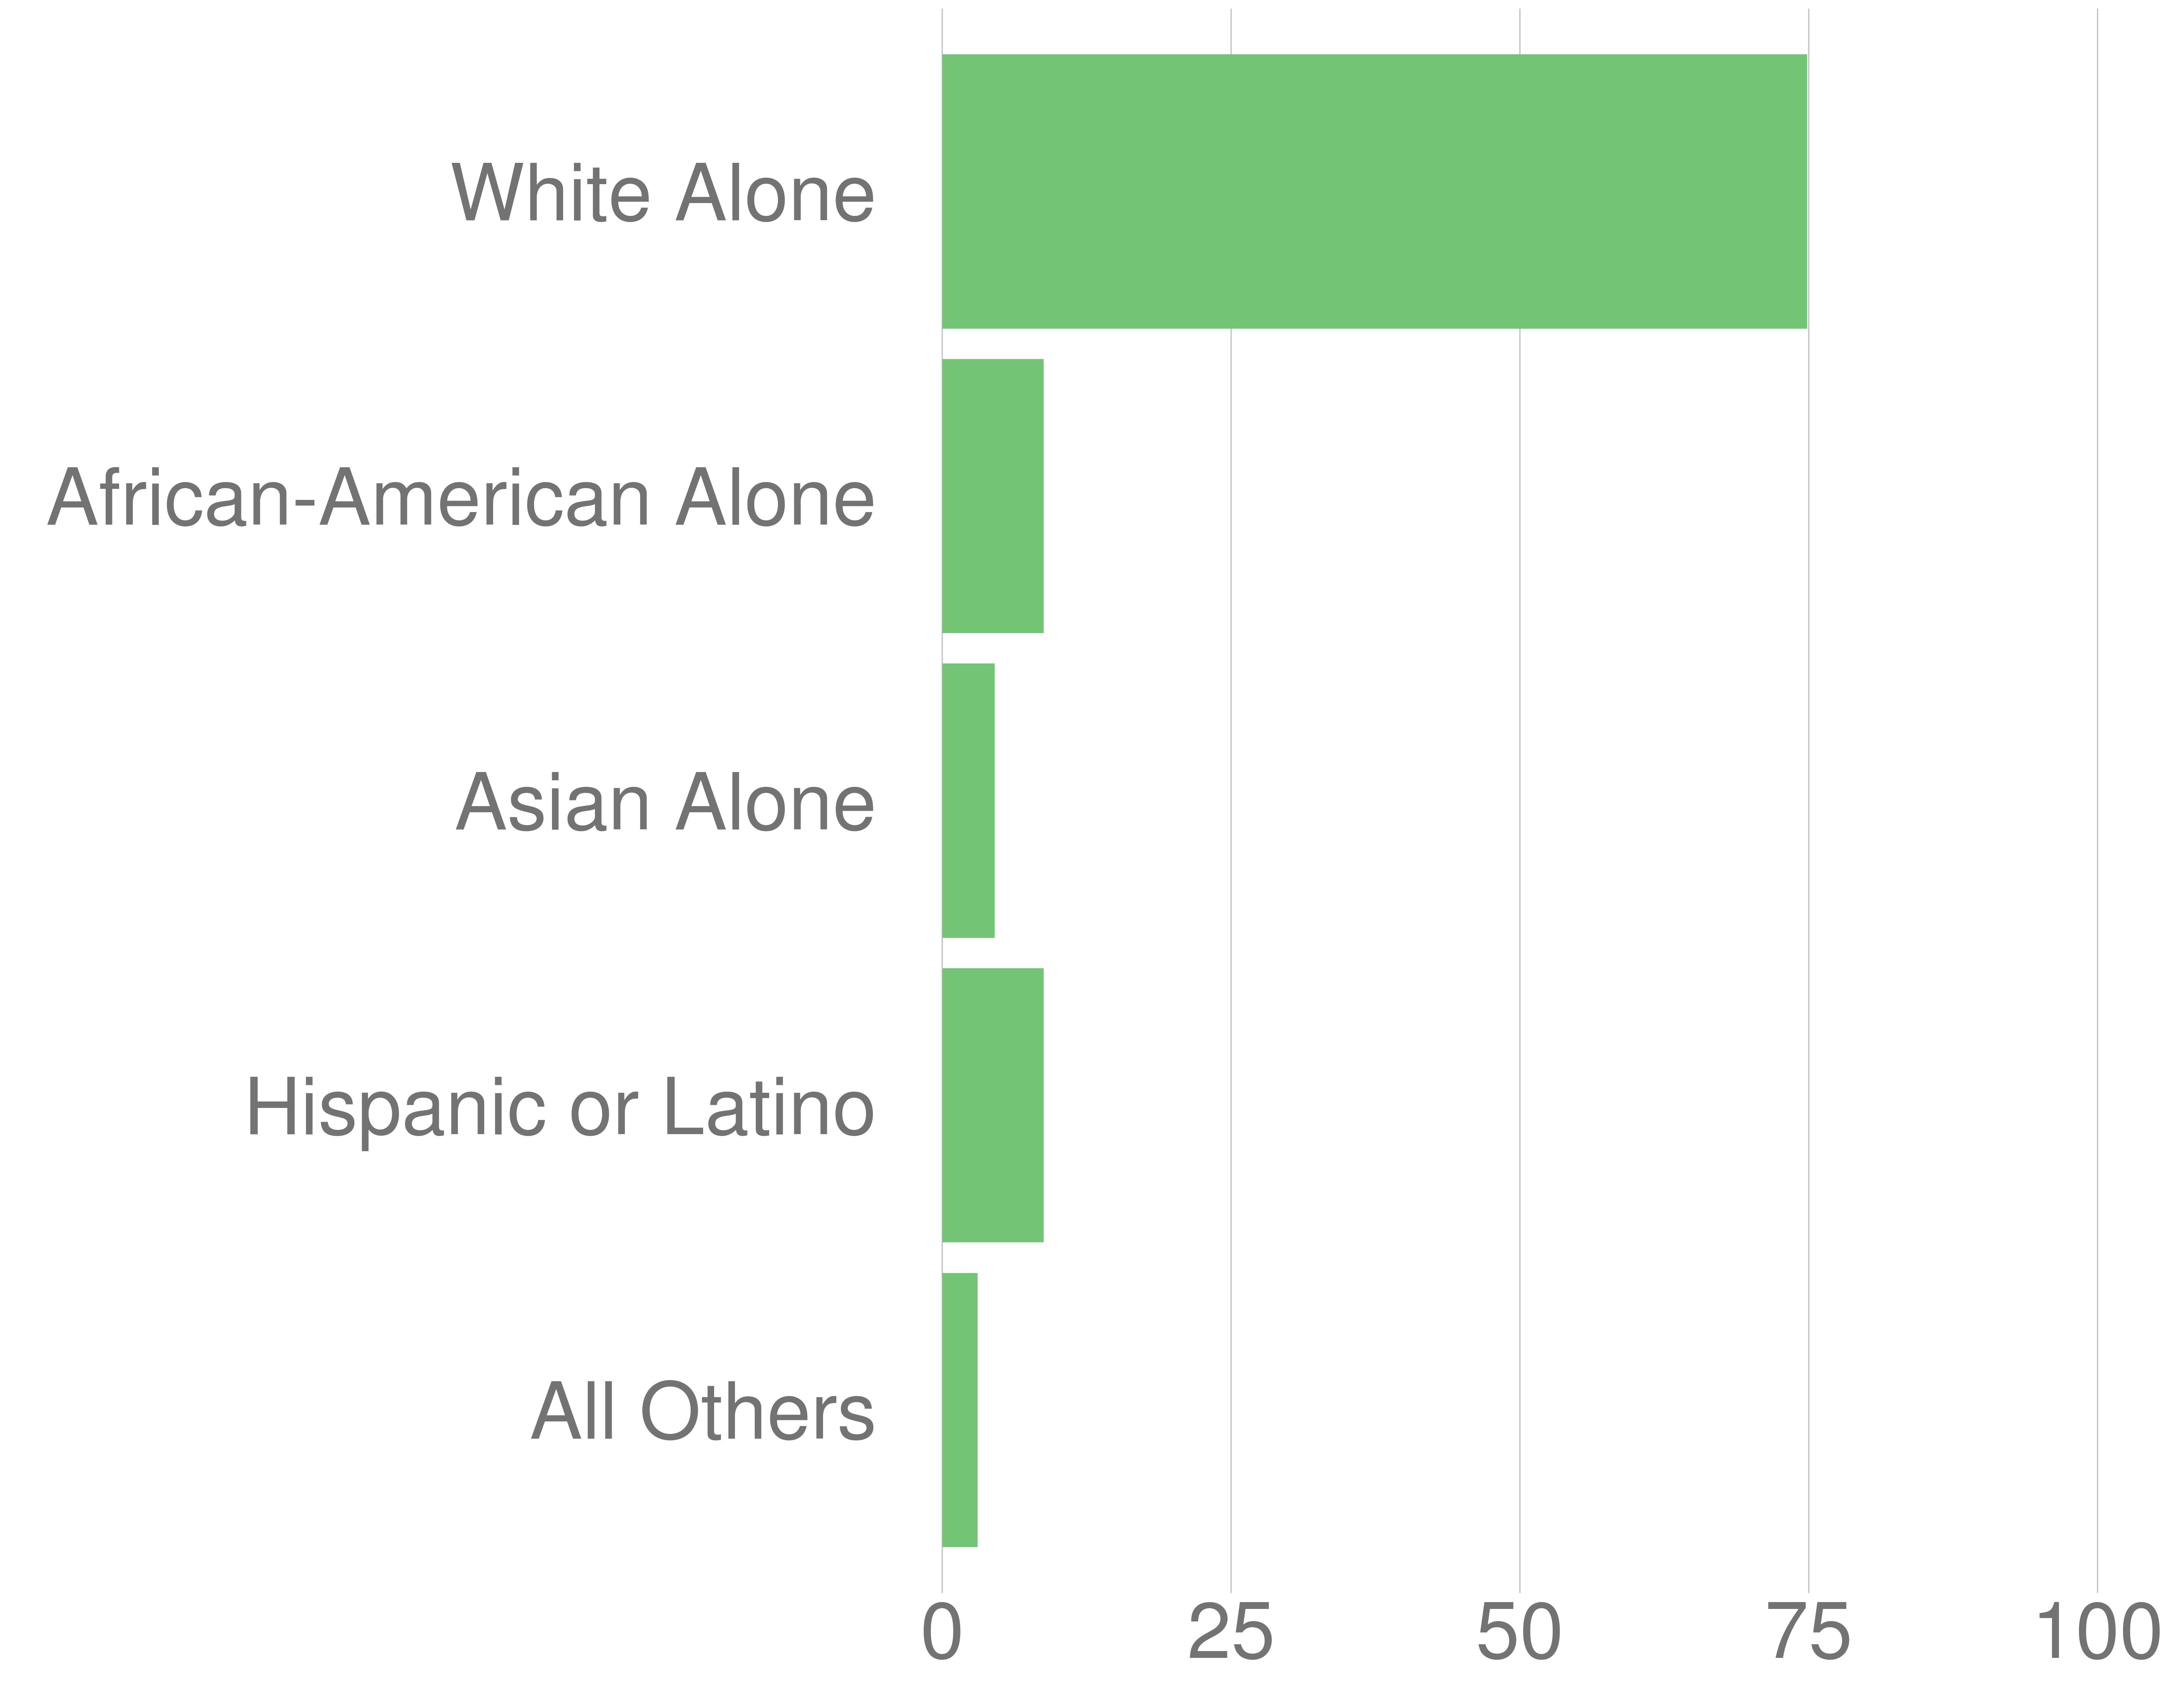 White Alone
African-American Alone
Asian Alone
Hispanic or Latino
All Others
0 25 50 75 100